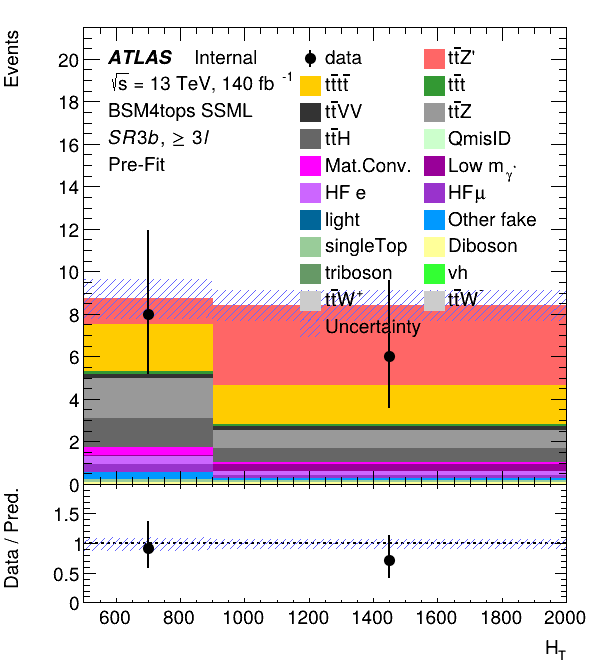 Events
20
18
16
14
12
10
8
6
4
2
0
ATLAS Internal
√s = 13 TeV, 140 fb⁻¹
BSM4tops SSML
SR3b, ≥ 3l
Pre-Fit
data
tt̄Z'
tt̄tt̄
tt̄t
tt̄VV
tt̄Z
tt̄H
QmisID
Mat.Conv.
Low m_γ*
HF e
HFμ
light
Other fake
singleTop
Diboson
triboson
vh
tt̄W⁺
tt̄W⁻
Uncertainty
Data / Pred.
1.5
1
0.5
0
600 800 1000 1200 1400 1600 1800 2000
H_T